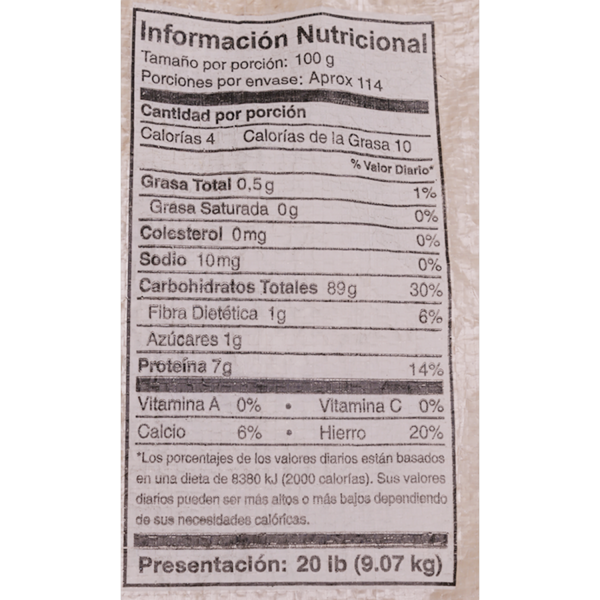 Información Nutricional
Tamaño por porción: 100 g
Porciones por envase: Aprox 114
Cantidad por porción
Calorías 4 Calorías de la Grasa 10
% Valor Diario*
Grasa Total 0,5g 1%
Grasa Saturada 0g 0%
Colesterol 0mg 0%
Sodio 10mg 0%
Carbohidratos Totales 89g 30%
Fibra Dietética 1g 6%
Azúcares 1g
Proteína 7g 14%
Vitamina A 0% • Vitamina C 0%
Calcio 6% • Hierro 20%
*Los porcentajes de los valores diarios están basados
en una dieta de 8380 kJ (2000 calorías). Sus valores
diarios pueden ser más altos o más bajos dependiendo
de sus necesidades calóricas.
Presentación: 20 lb (9.07 kg)